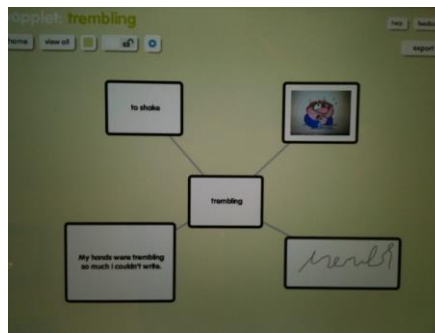 popplet: trembling
help
home
view all
export
to shake
trembling
My hands were trembling
so much i couldn't write.